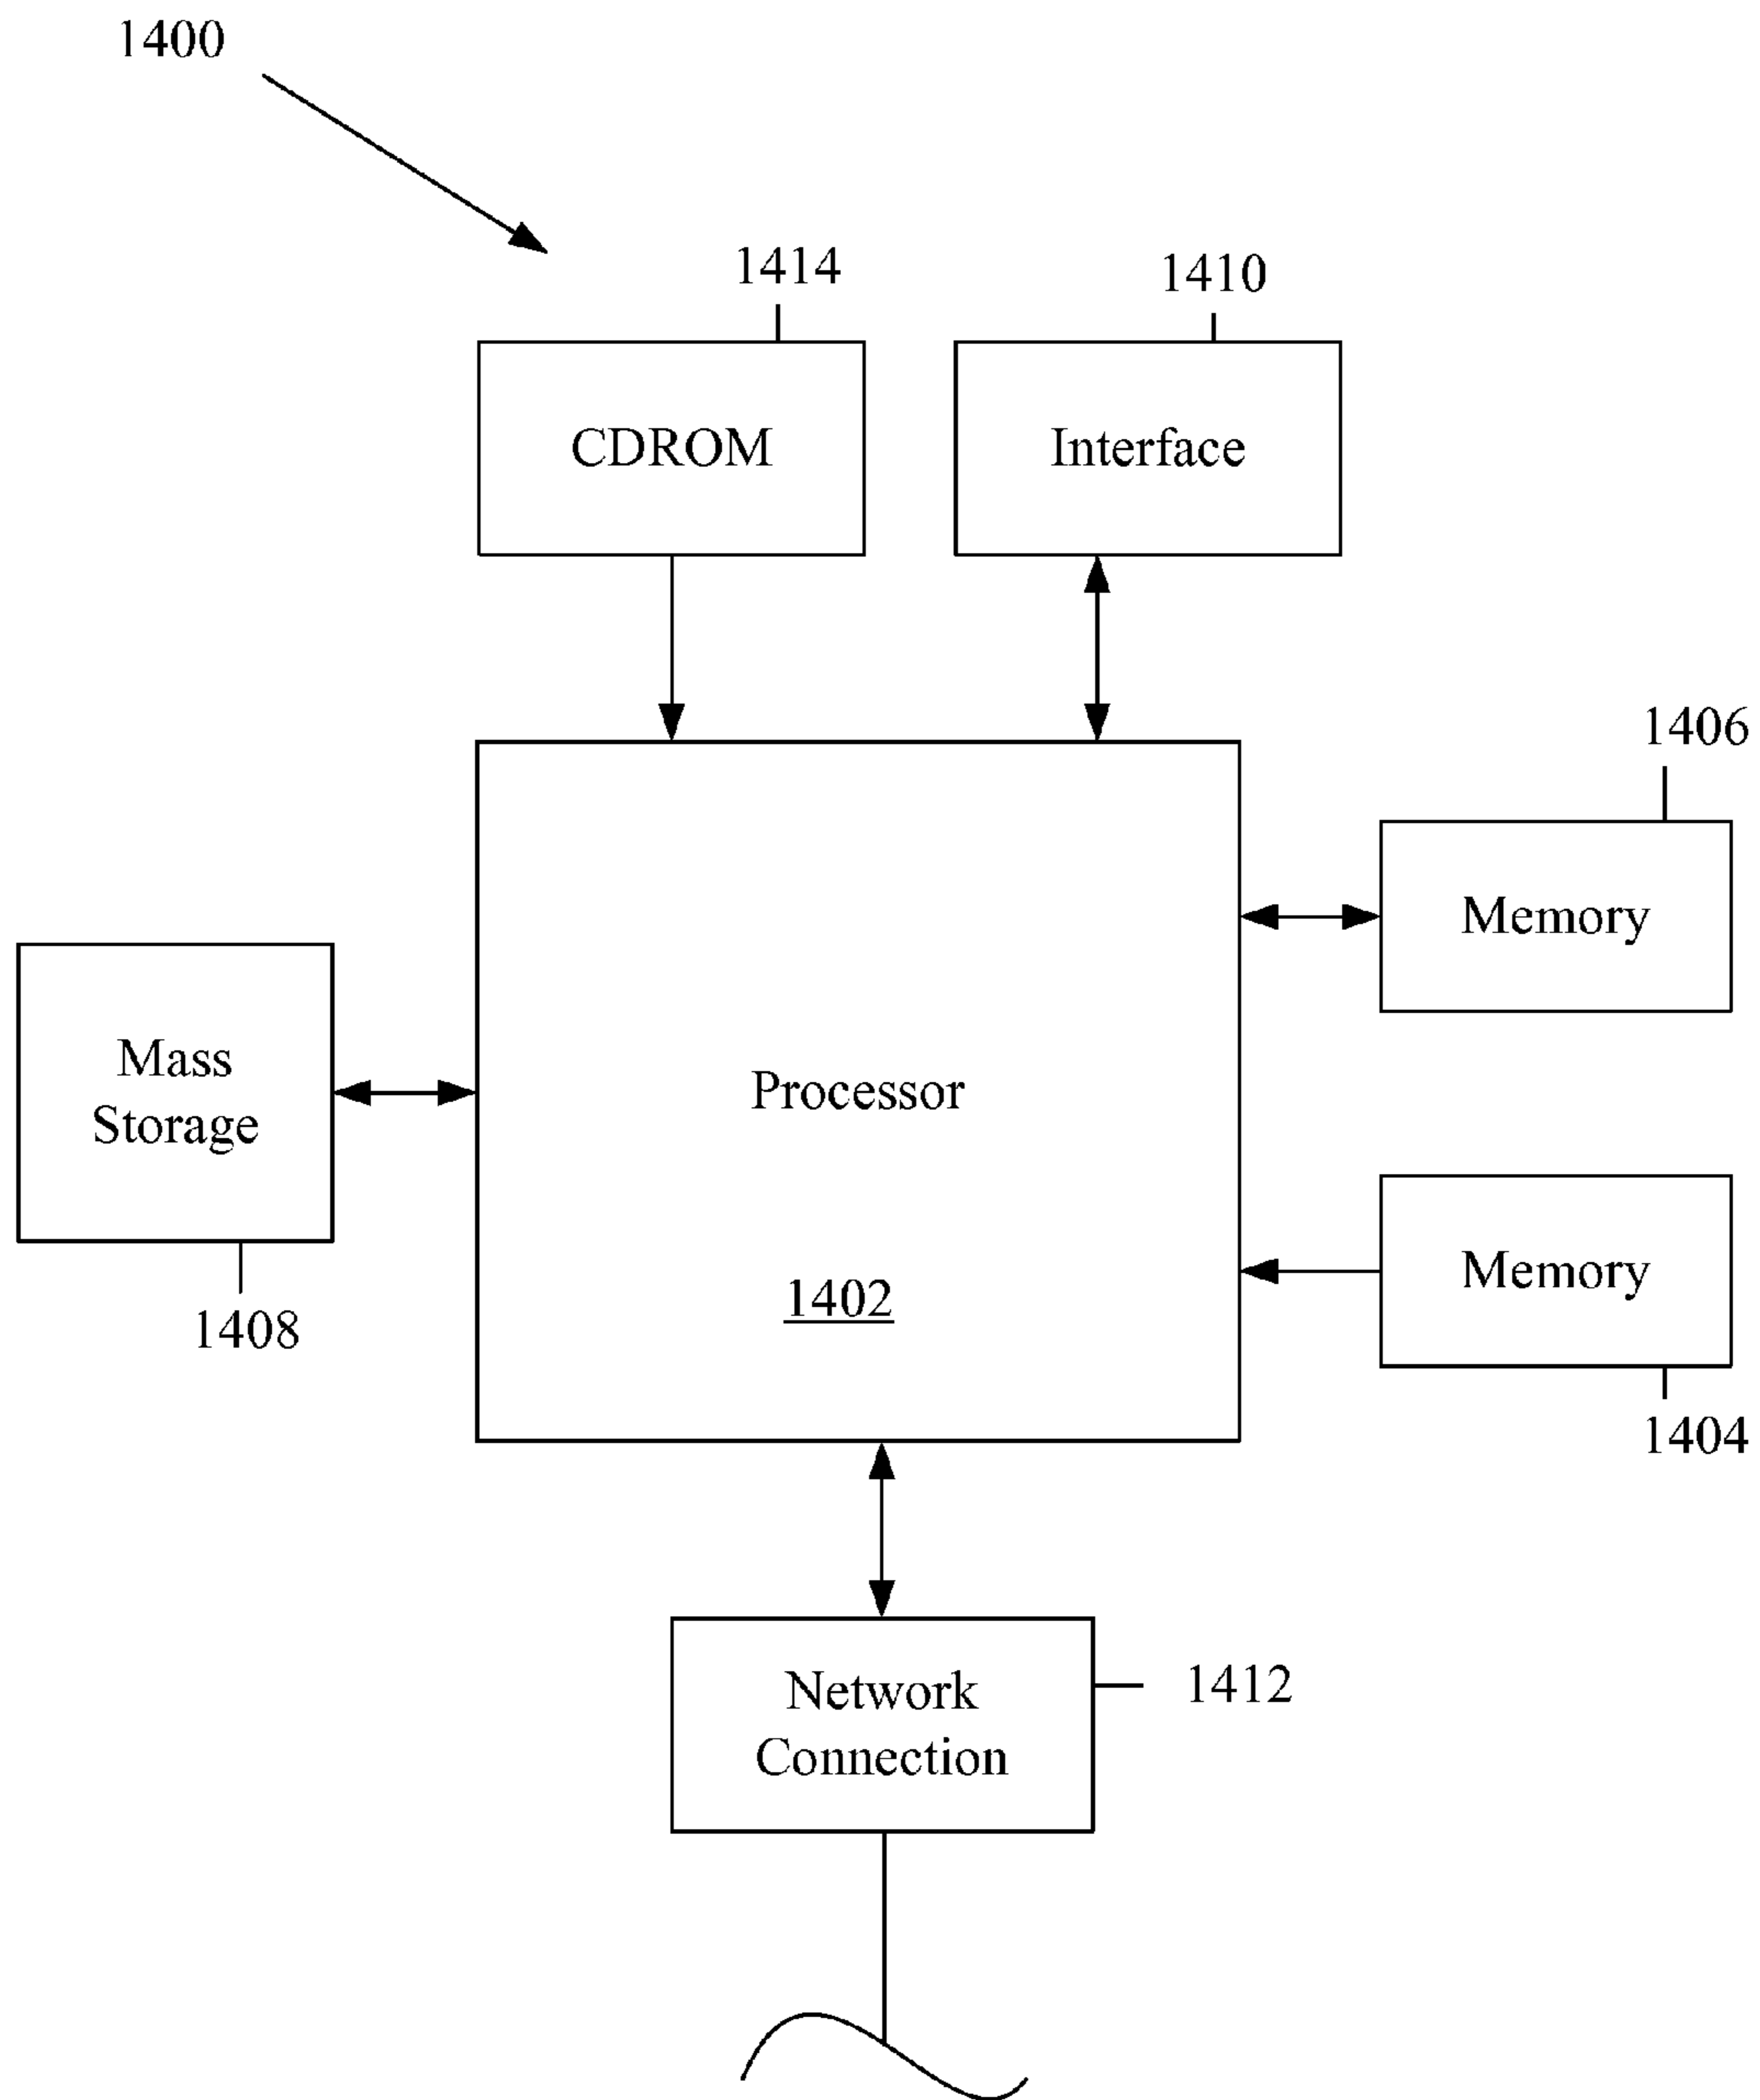 1400
1414
1410
CDROM
Interface
1406
Memory
Mass
Storage
Processor
1408
1402
Memory
1404
Network
Connection
1412